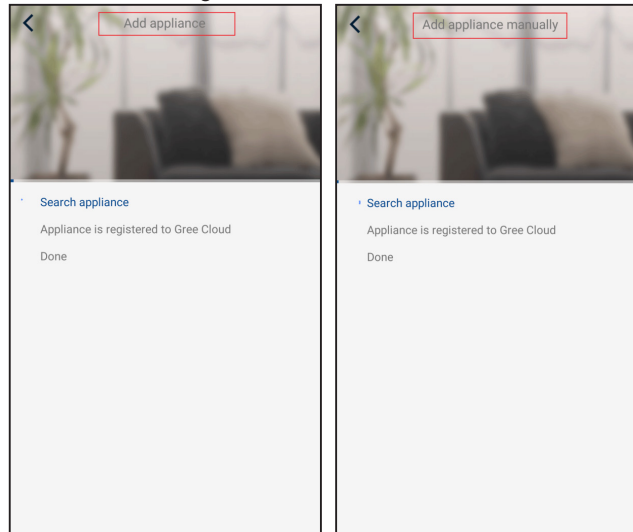 Add appliance
Search appliance
Appliance is registered to Gree Cloud
Done
Add appliance manually
Search appliance
Appliance is registered to Gree Cloud
Done